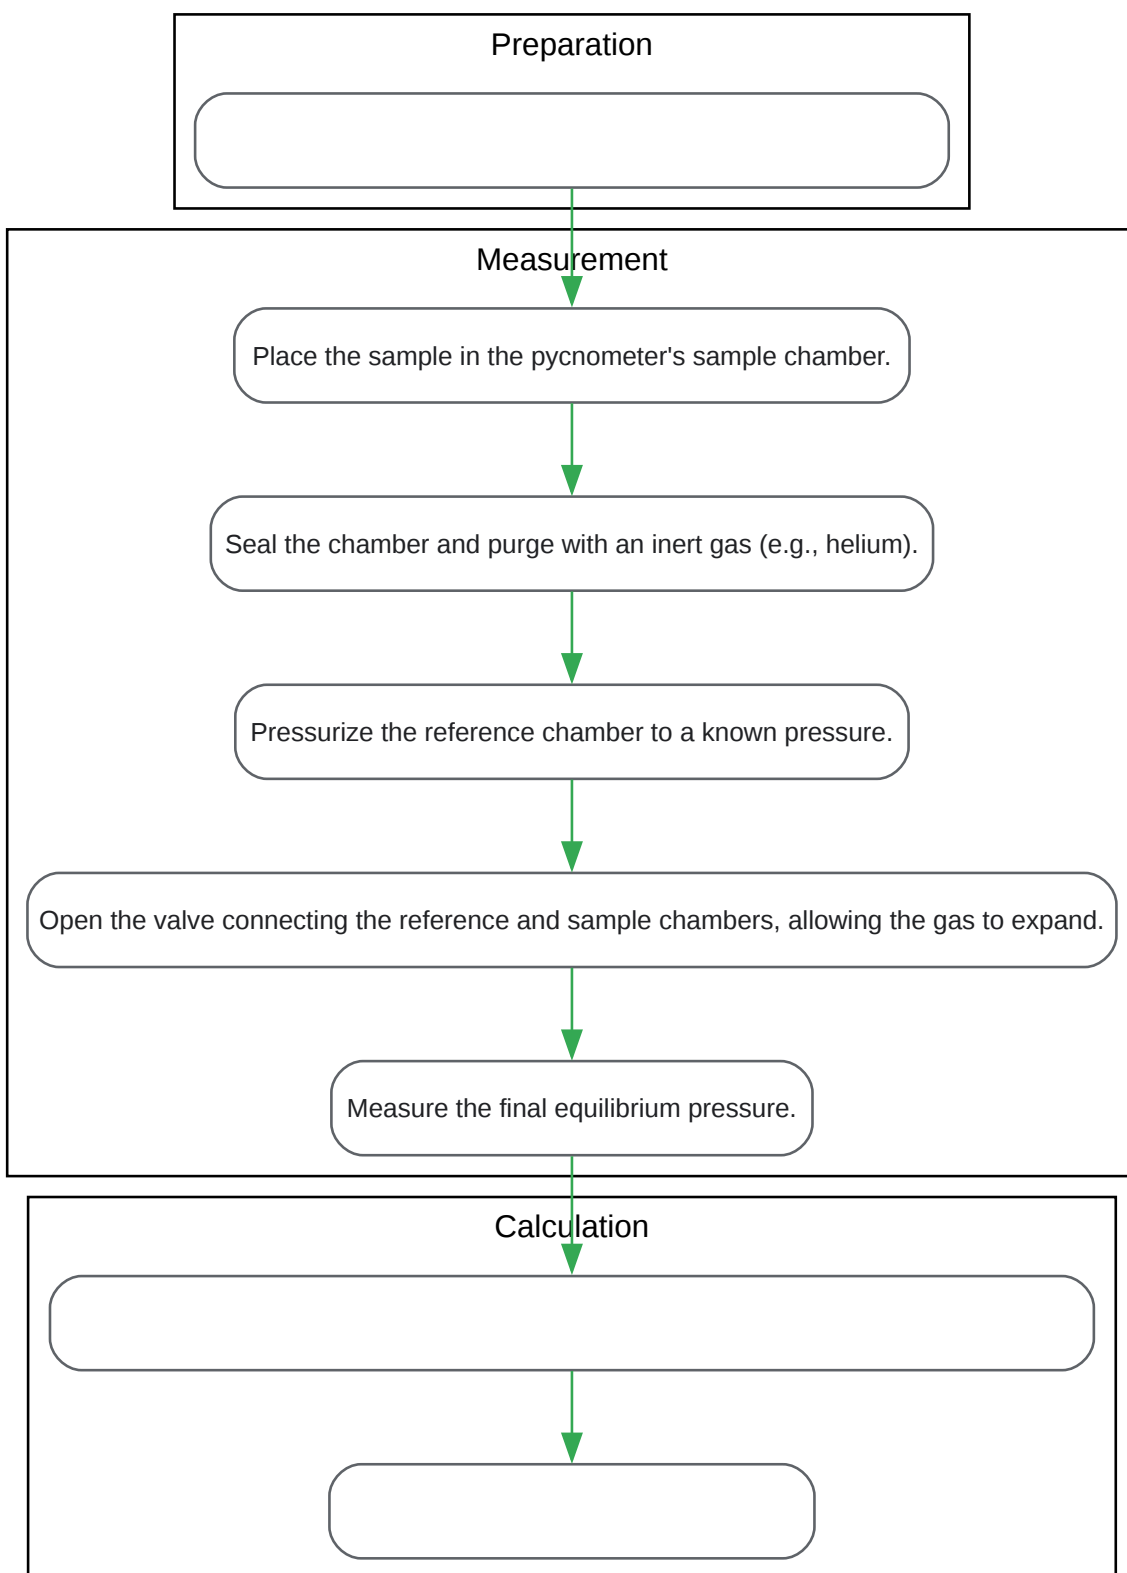 Preparation
Measurement
Place the sample in the pycnometer's sample chamber.
Seal the chamber and purge with an inert gas (e.g., helium).
Pressurize the reference chamber to a known pressure.
Open the valve connecting the reference and sample chambers, allowing the gas to expand.
Measure the final equilibrium pressure.
Calculation